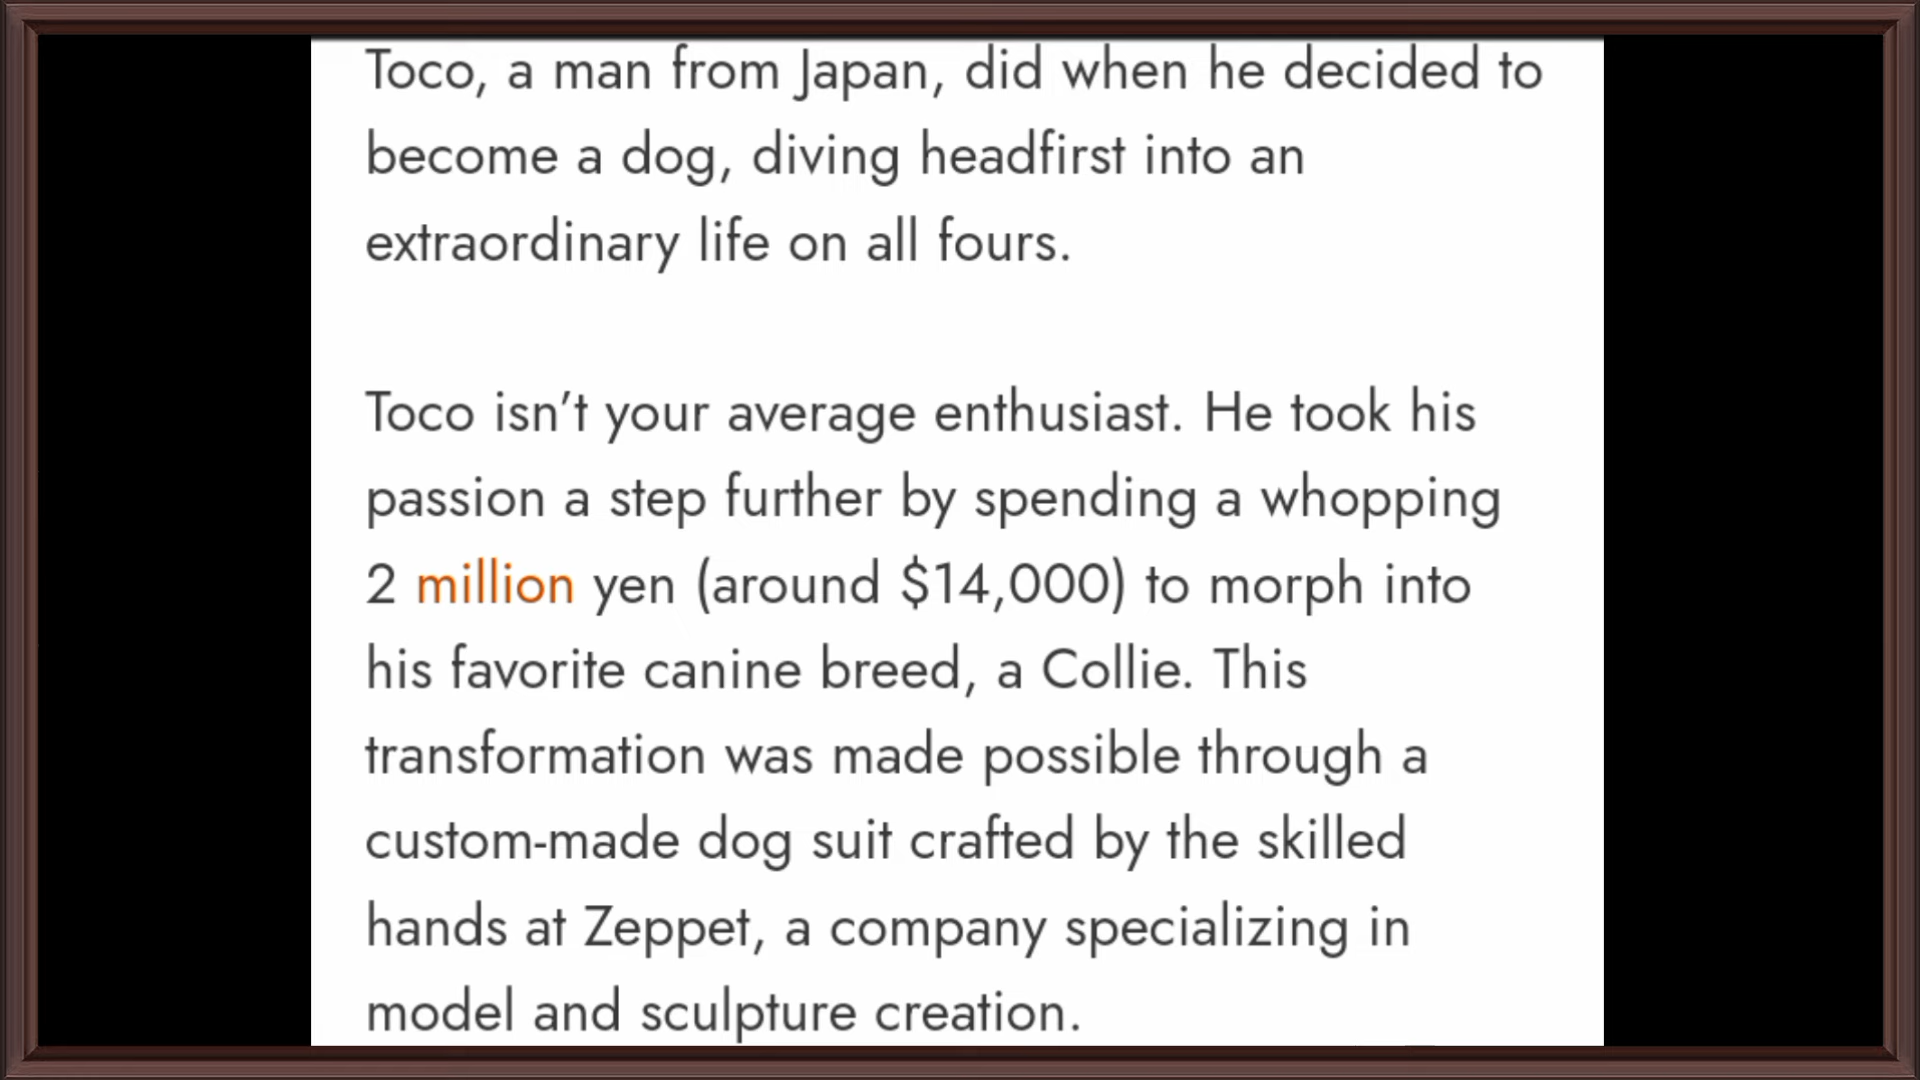 Toco, a man from Japan, did when he decided to
become a dog, diving headfirst into an
extraordinary life on all fours.
Toco isn’t your average enthusiast. He took his
passion a step further by spending a whopping
2 million yen (around $14,000) to morph into
his favorite canine breed, a Collie. This
transformation was made possible through a
custom-made dog suit crafted by the skilled
hands at Zeppet, a company specializing in
model and sculpture creation.